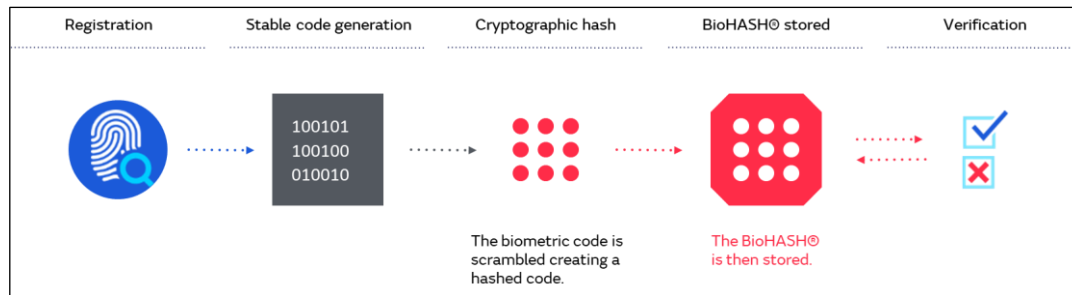 Registration
Stable code generation
Cryptographic hash
BioHASH® stored
Verification
100101
100100
010010
The biometric code is
scrambled creating a
hashed code.
The BioHASH®
is then stored.